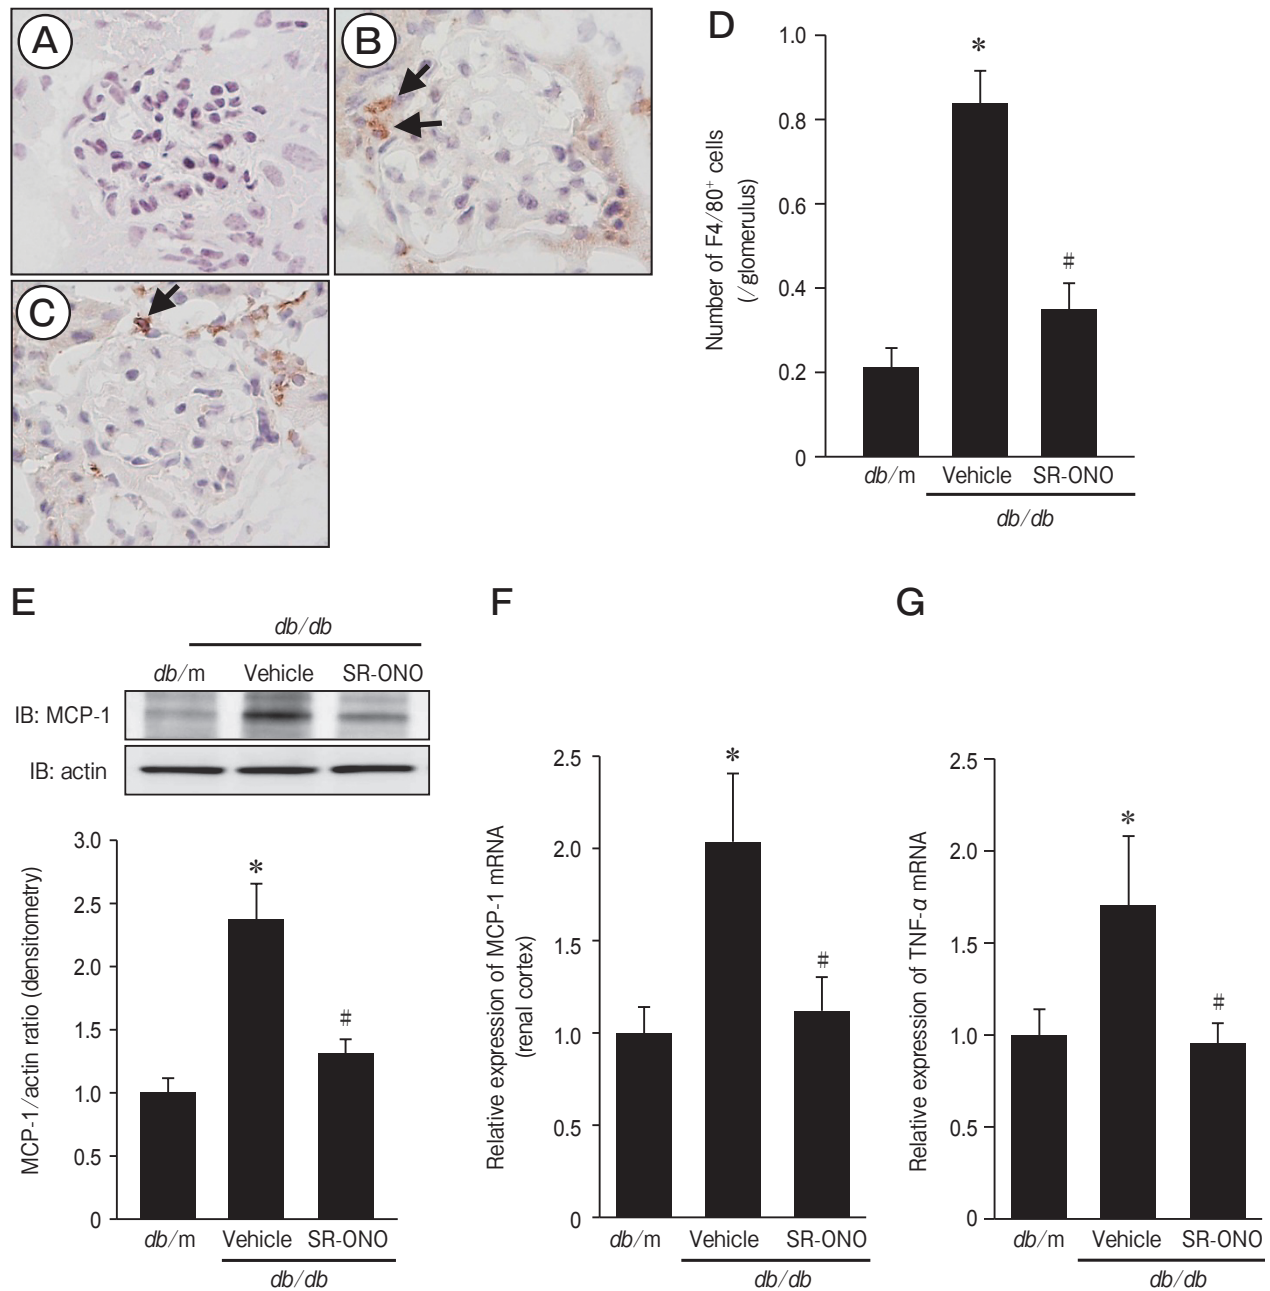 A
B
C
D
1.0
0.8
0.6
0.4
0.2
0
Number of F4/80⁺ cells
(/glomerulus)
*
#
db/m
Vehicle
SR-ONO
db/db
E
db/db
db/m
Vehicle
SR-ONO
IB: MCP-1
IB: actin
3.0
2.5
2.0
1.5
1.0
0.5
0
MCP-1/actin ratio (densitometry)
*
#
db/m
Vehicle
SR-ONO
db/db
F
2.5
2.0
1.5
1.0
0.5
0
Relative expression of MCP-1 mRNA
(renal cortex)
*
#
db/m
Vehicle
SR-ONO
db/db
G
2.5
2.0
1.5
1.0
0.5
0
Relative expression of TNF-α mRNA
*
#
db/m
Vehicle
SR-ONO
db/db